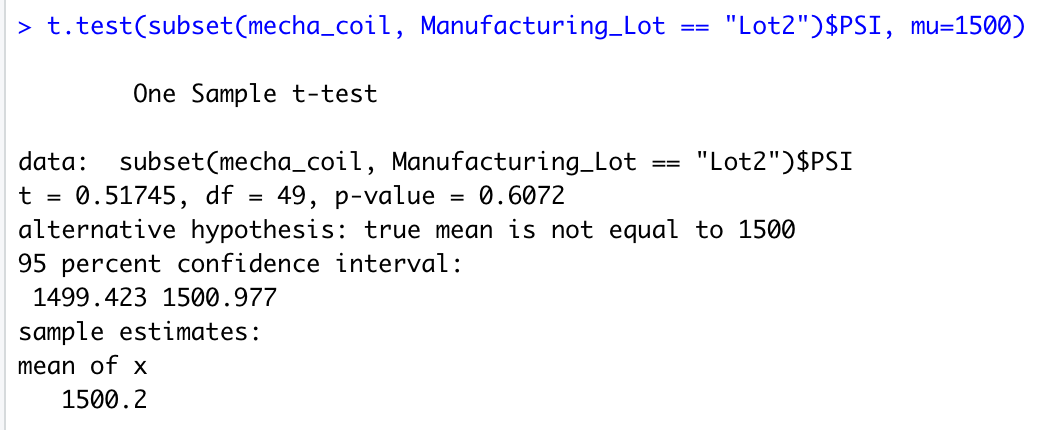 > t.test(subset(mecha_coil, Manufacturing_Lot == "Lot2")$PSI, mu=1500)
One Sample t-test
data:  subset(mecha_coil, Manufacturing_Lot == "Lot2")$PSI
t = 0.51745, df = 49, p-value = 0.6072
alternative hypothesis: true mean is not equal to 1500
95 percent confidence interval:
1499.423 1500.977
sample estimates:
mean of x
1500.2